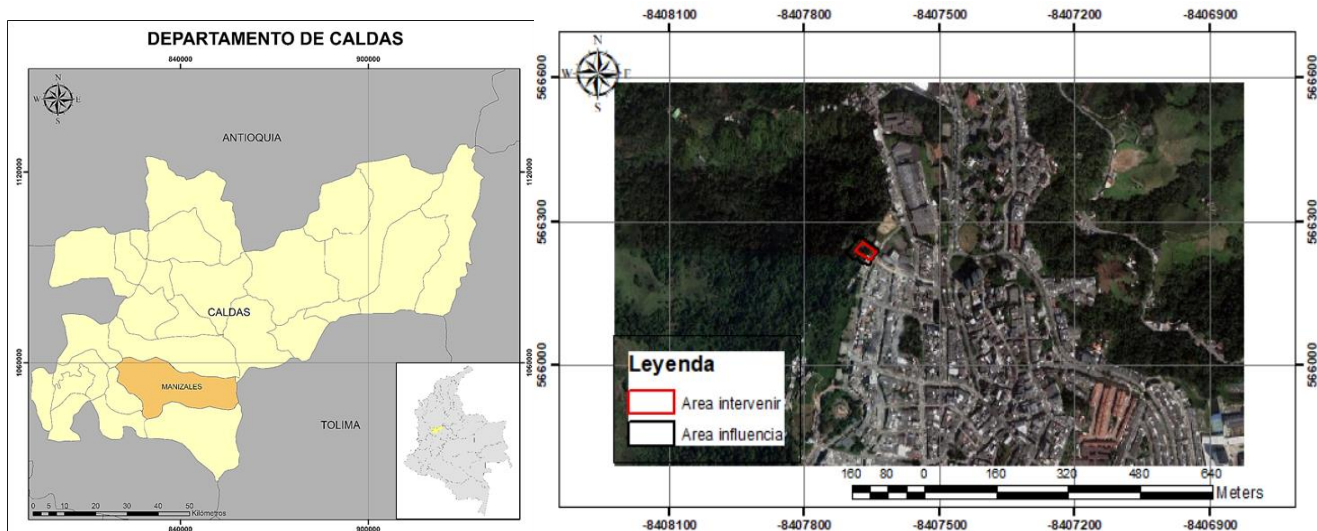 DEPARTAMENTO DE CALDAS
840000 900000
N
W E
S
ANTIOQUIA
1120000 1120000
CALDAS
1060000 1060000
MANIZALES
TOLIMA
0 5 10 20 30 40 50
Kilómetros
840000 900000
-8408100 -8407800 -8407500 -8407200 -8406900
N
W E
S
566600 566600
566300 566300
566000 566000
Leyenda
Area intervenir
Area influencia
160 80 0 160 320 480 640
Meters
-8408100 -8407800 -8407500 -8407200 -8406900